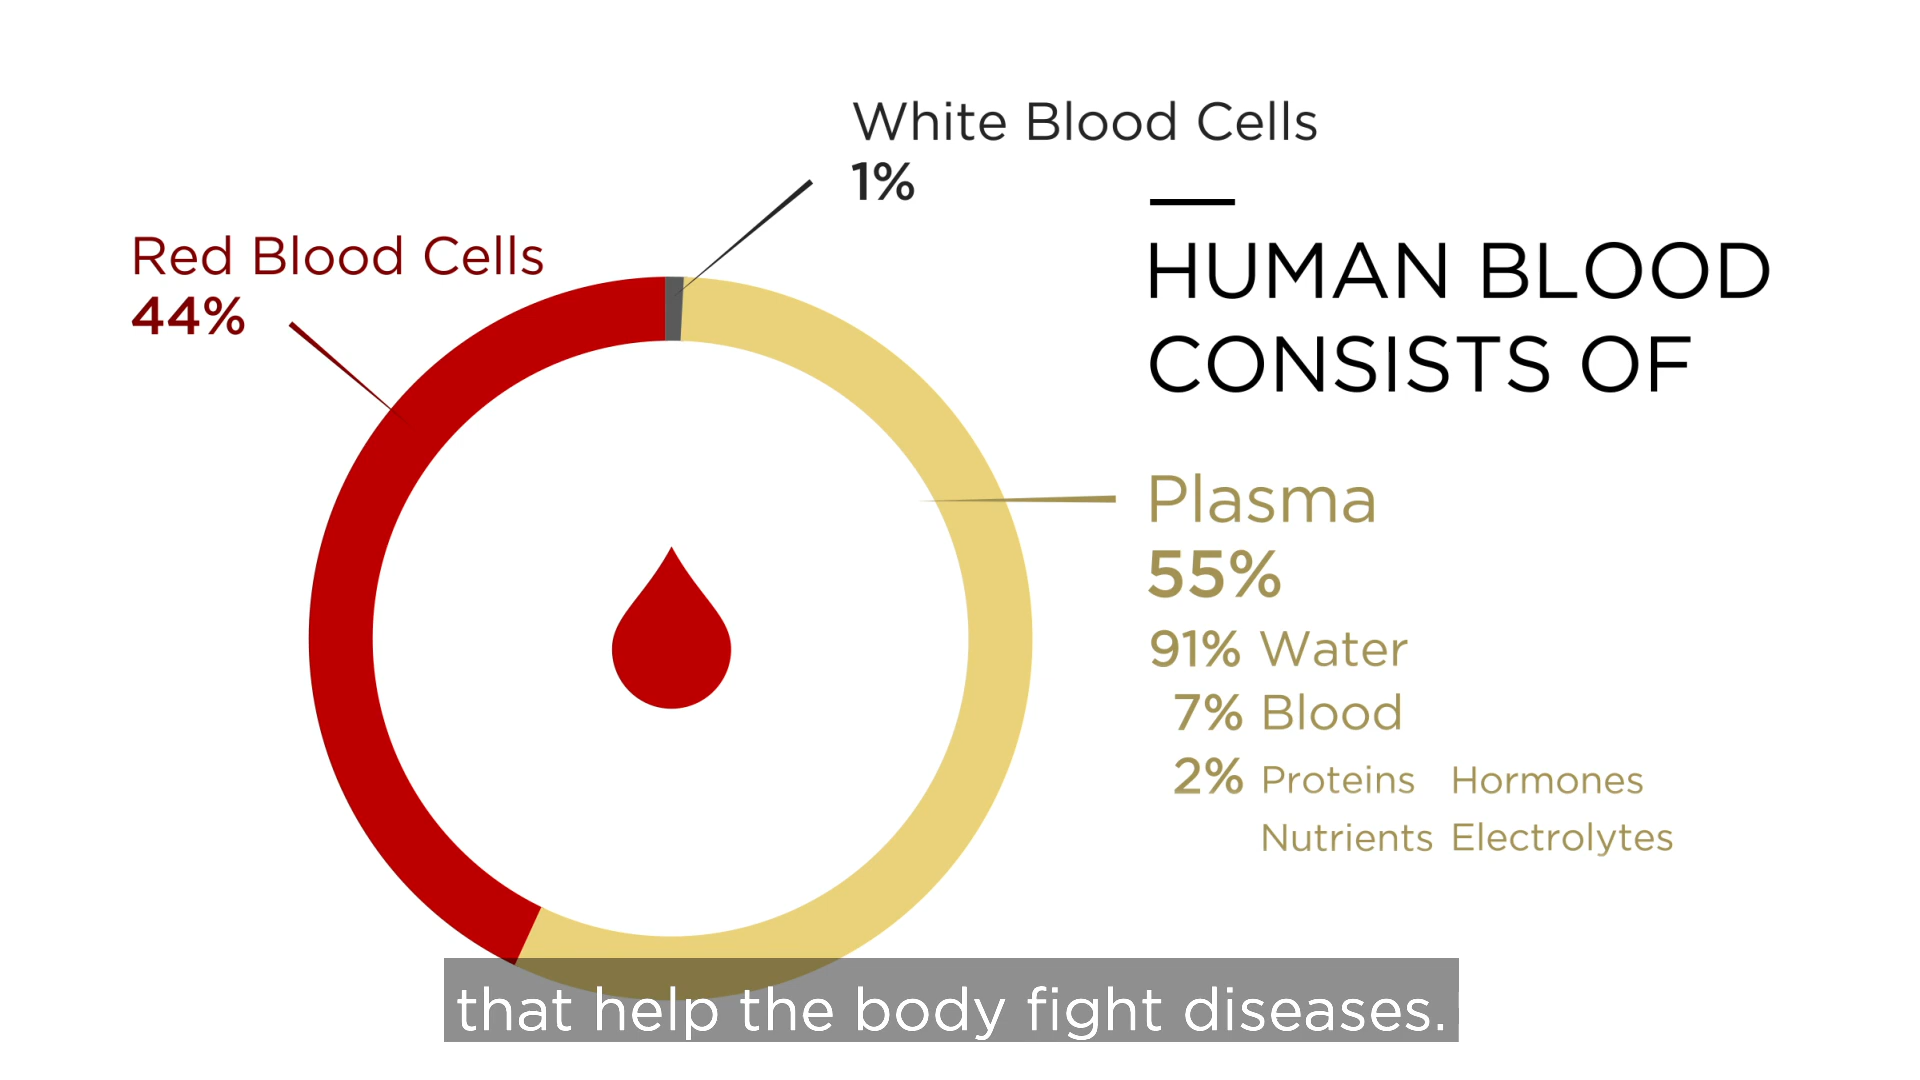 White Blood Cells
1%
Red Blood Cells
44%
HUMAN BLOOD
CONSISTS OF
Plasma
55%
91% Water
7% Blood
2% Proteins Hormones
Nutrients Electrolytes
that help the body fight diseases.